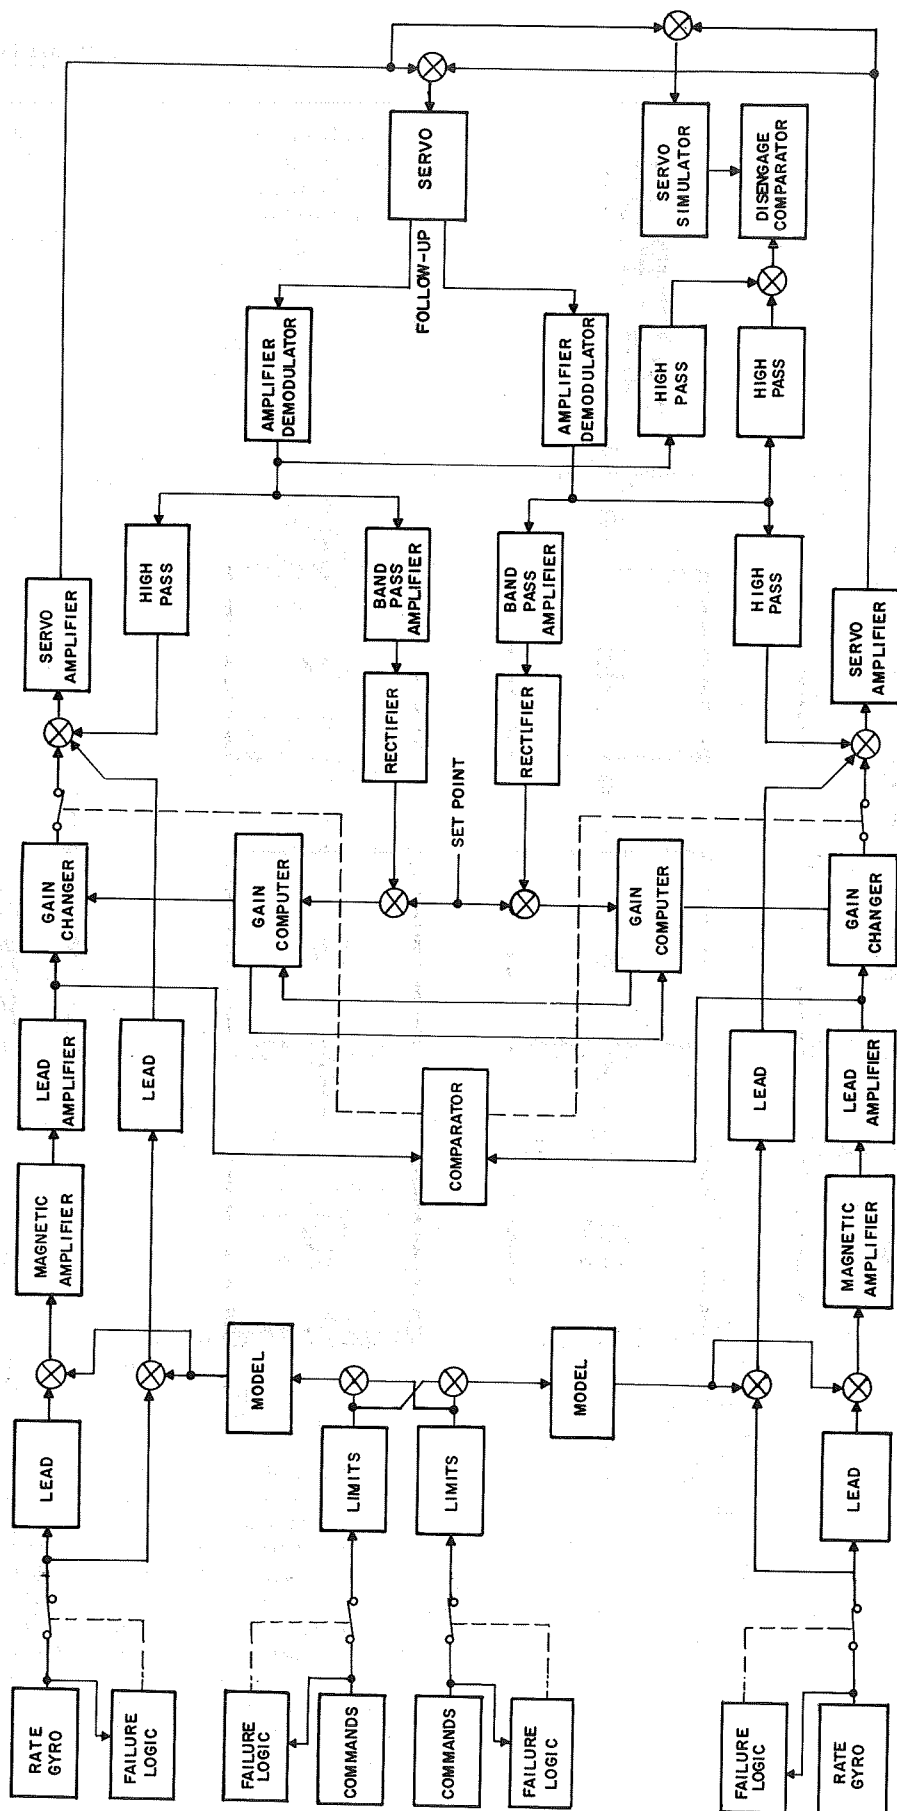 RATE
GYRO
LEAD
MAGNETIC
AMPLIFIER
LEAD
AMPLIFIER
GAIN
CHANGER
SERVO
AMPLIFIER
FAILURE
LOGIC
LEAD
HIGH
PASS
FAILURE
LOGIC
MODEL
GAIN
COMPUTER
AMPLIFIER
DEMODULATOR
COMMANDS
LIMITS
RECTIFIER
BAND
PASS
AMPLIFIER
COMMANDS
LIMITS
COMPARATOR
SET POINT
FOLLOW-UP
SERVO
FAILURE
LOGIC
RECTIFIER
BAND
PASS
AMPLIFIER
MODEL
GAIN
COMPUTER
AMPLIFIER
DEMODULATOR
HIGH
PASS
SERVO
SIMULATOR
FAILURE
LOGIC
LEAD
HIGH
PASS
HIGH
PASS
DISENGAGE
COMPARATOR
RATE
GYRO
LEAD
MAGNETIC
AMPLIFIER
LEAD
AMPLIFIER
GAIN
CHANGER
SERVO
AMPLIFIER